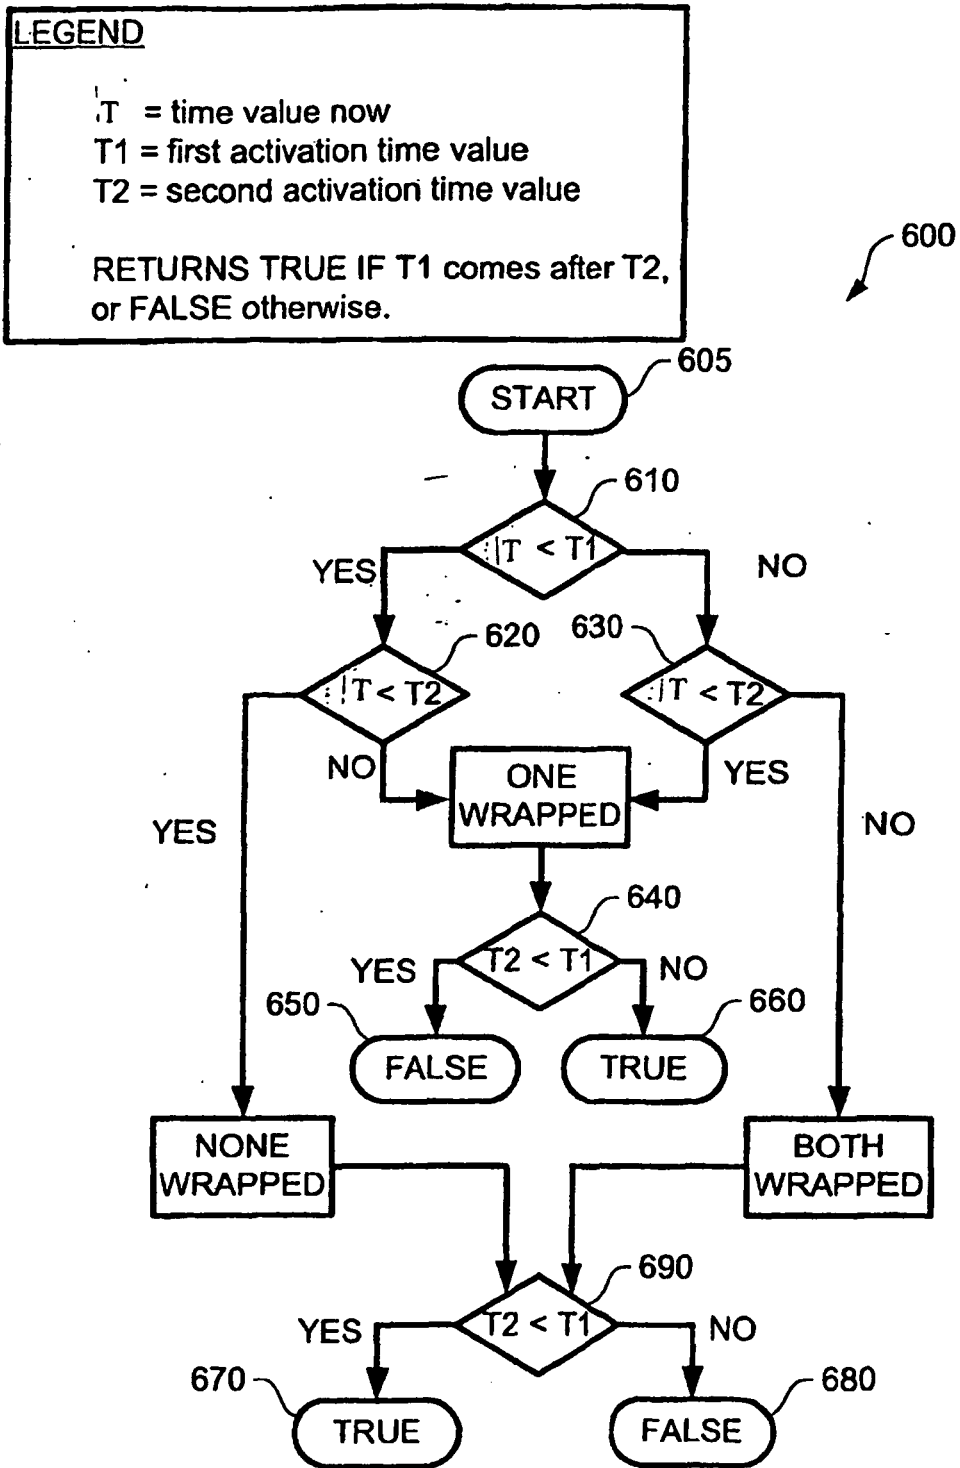 LEGEND
T = time value now
T1 = first activation time value
T2 = second activation time value
RETURNS TRUE IF T1 comes after T2,
or FALSE otherwise.
600
605
START
610
T < T1
YES
NO
620
630
T < T2
T < T2
NO
YES
ONE
WRAPPED
YES
NO
640
T2 < T1
YES
NO
650
660
FALSE
TRUE
NONE
WRAPPED
BOTH
WRAPPED
690
T2 < T1
YES
NO
670
680
TRUE
FALSE